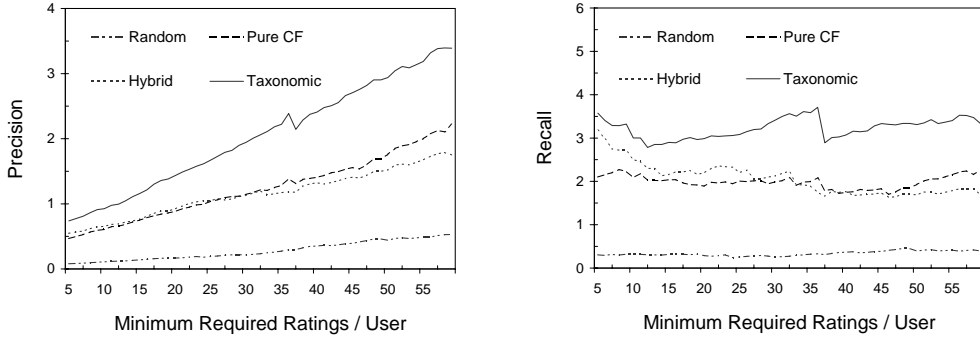 4
3
2
1
0
Precision
Random
Pure CF
Hybrid
Taxonomic
5 10 15 20 25 30 35 40 45 50 55
Minimum Required Ratings / User
6
5
4
3
2
1
0
Recall
Random
Pure CF
Hybrid
Taxonomic
5 10 15 20 25 30 35 40 45 50 55
Minimum Required Ratings / User